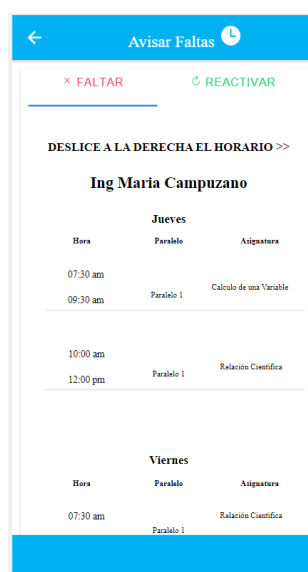 Avisar Faltas
× FALTAR
REACTIVAR
DESLICE A LA DERECHA EL HORARIO >>
Ing Maria Campuzano
Jueves
Hora Paralelo Asignatura
07:30 am
09:30 am
Paralelo 1
Calculo de una Variable
10:00 am
12:00 pm
Paralelo 1
Relación Científica
Viernes
Hora Paralelo Asignatura
07:30 am
Paralelo 1
Relación Científica